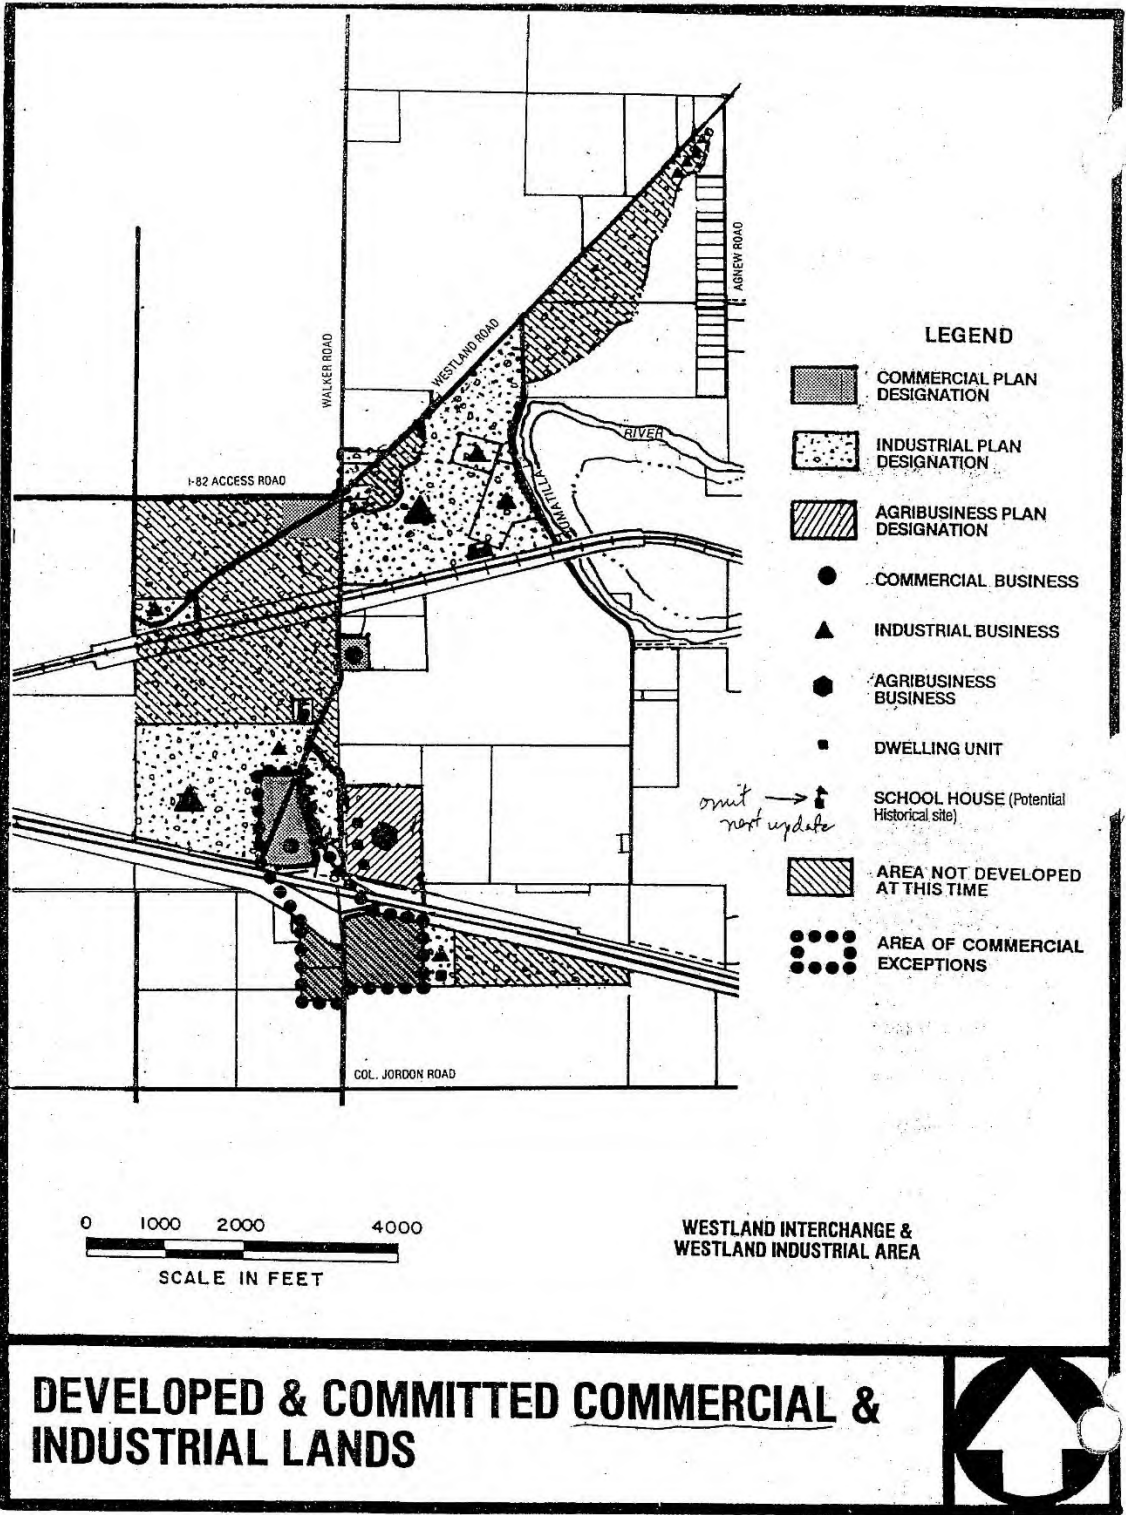 AGNEW ROAD
WALKER ROAD
WESTLAND ROAD
RIVER
UMATILLA
I-82 ACCESS ROAD
COL. JORDON ROAD
LEGEND
COMMERCIAL PLAN
DESIGNATION
INDUSTRIAL PLAN
DESIGNATION
AGRIBUSINESS PLAN
DESIGNATION
COMMERCIAL BUSINESS
INDUSTRIAL BUSINESS
AGRIBUSINESS
BUSINESS
DWELLING UNIT
omit
next update
SCHOOL HOUSE (Potential
Historical site)
AREA NOT DEVELOPED
AT THIS TIME
AREA OF COMMERCIAL
EXCEPTIONS
0 1000 2000 4000
SCALE IN FEET
WESTLAND INTERCHANGE &
WESTLAND INDUSTRIAL AREA
DEVELOPED & COMMITTED COMMERCIAL &
INDUSTRIAL LANDS